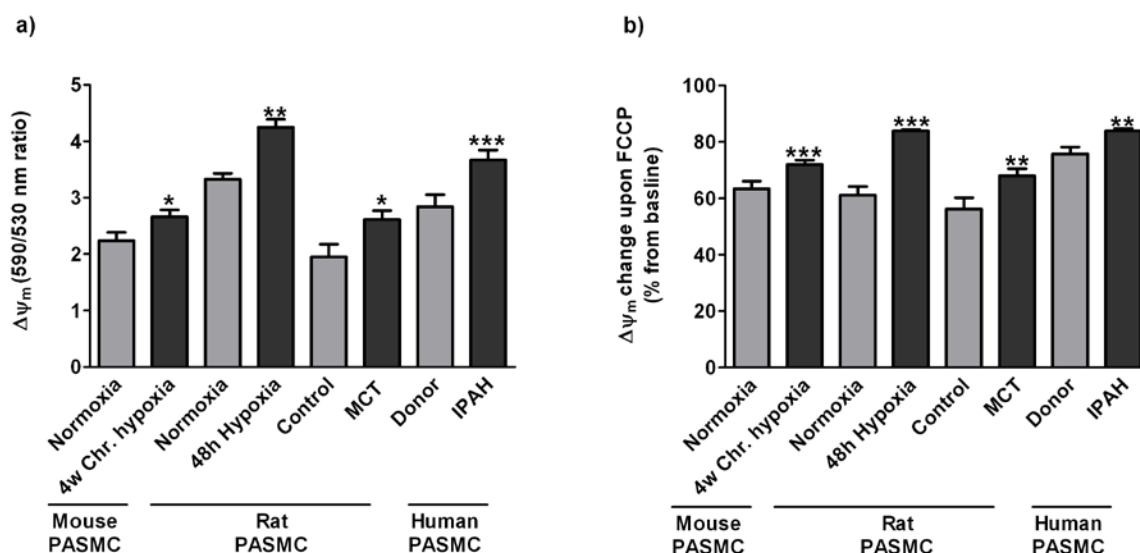 a)
Δψm (590/530 nm ratio)
5
4
3
2
1
0
*
**
*
***
Normoxia
4w Chr. hypoxia
Normoxia
48h Hypoxia
Control
MCT
Donor
IPAH
Mouse
PASMC
Rat
PASMC
Human
PASMC
b)
Δψm change upon FCCP
(% from basline)
100
80
60
40
20
0
***
***
**
**
Normoxia
4w Chr. hypoxia
Normoxia
48h Hypoxia
Control
MCT
Donor
IPAH
Mouse
PASMC
Rat
PASMC
Human
PASMC